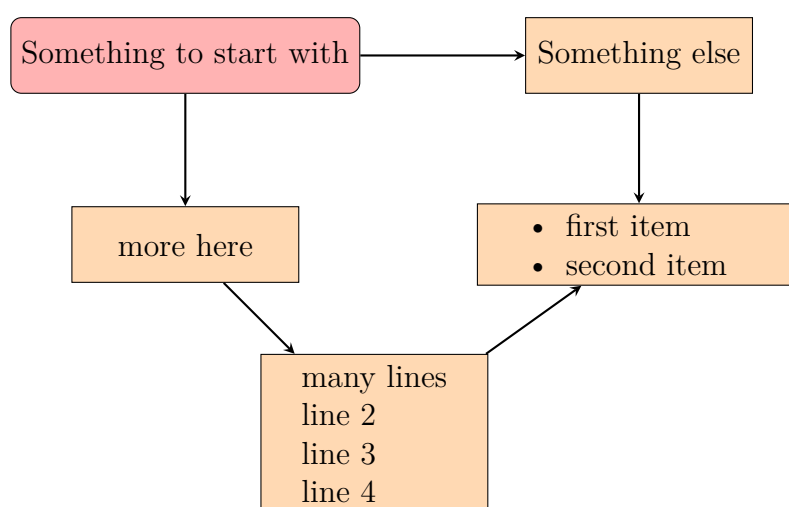 Something to start with
Something else
more here
• first item
• second item
many lines
line 2
line 3
line 4